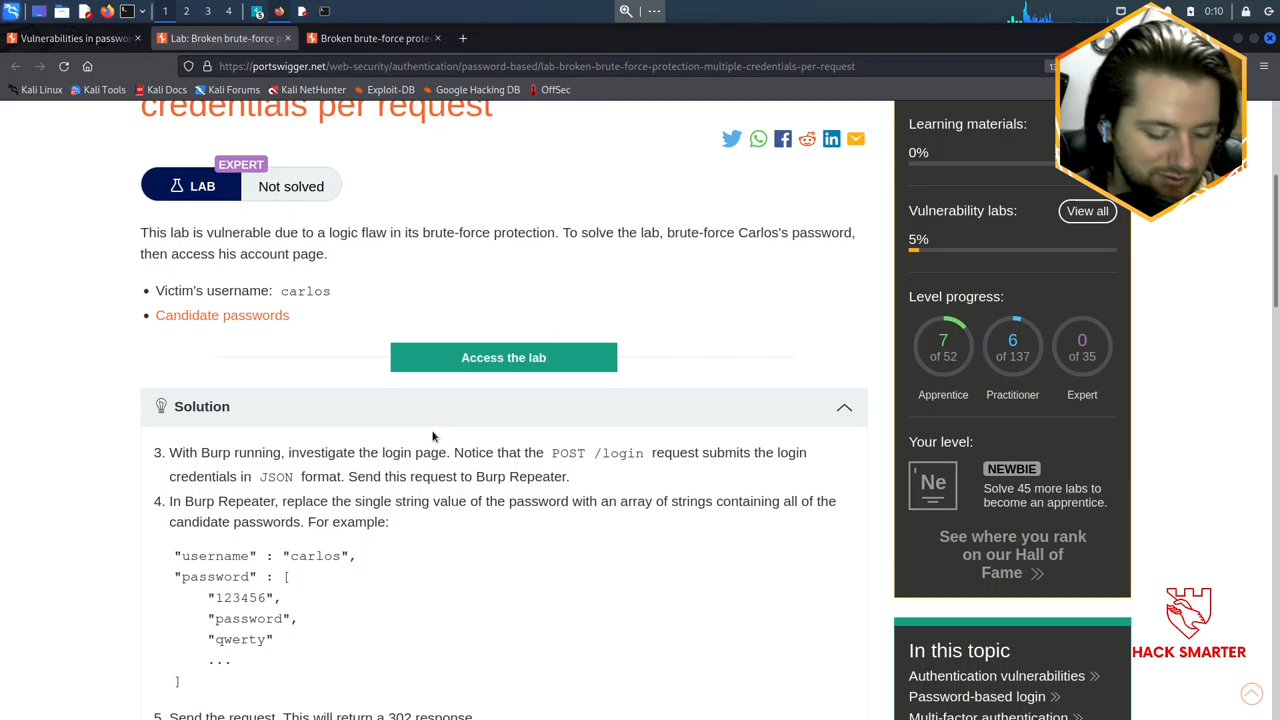 1 2 3 4 5
0:10
Vulnerabilities in passwo
Lab: Broken brute-force p
Broken brute-force prote
https://portswigger.net/web-security/authentication/password-based/lab-broken-brute-force-protection-multiple-credentials-per-request
Kali Linux Kali Tools Kali Docs Kali Forums Kali NetHunter Exploit-DB Google Hacking DB OffSec
credentials per request
EXPERT
LAB Not solved
This lab is vulnerable due to a logic flaw in its brute-force protection. To solve the lab, brute-force Carlos's password,
then access his account page.
• Victim's username: carlos
• Candidate passwords
Access the lab
Solution
3. With Burp running, investigate the login page. Notice that the POST /login request submits the login
credentials in JSON format. Send this request to Burp Repeater.
4. In Burp Repeater, replace the single string value of the password with an array of strings containing all of the
candidate passwords. For example:
"username" : "carlos",
"password" : [
"123456",
"password",
"qwerty"
...
]
5. Send the request. This will return a 302 response.
Learning materials:
0%
Vulnerability labs: View all
5%
Level progress:
7 of 52
6 of 137
0 of 35
Apprentice Practitioner Expert
Your level:
Ne
NEWBIE
Solve 45 more labs to
become an apprentice.
See where you rank
on our Hall of
Fame
HACK SMARTER
In this topic
Authentication vulnerabilities
Password-based login
Multi-factor authentication